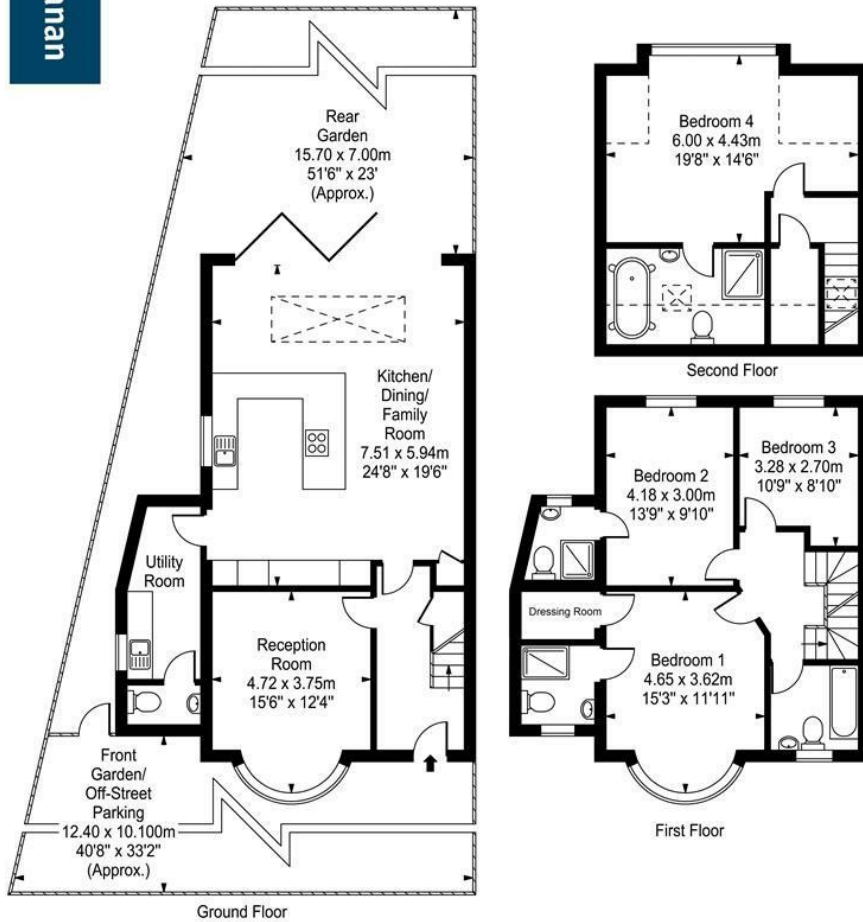 nan
Rear
Garden
15.70 x 7.00m
51'6" x 23'
(Approx.)
Kitchen/
Dining/
Family
Room
7.51 x 5.94m
24'8" x 19'6"
Utility
Room
Reception
Room
4.72 x 3.75m
15'6" x 12'4"
Front
Garden/
Off-Street
Parking
12.40 x 10.100m
40'8" x 33'2"
(Approx.)
Ground Floor
Bedroom 4
6.00 x 4.43m
19'8" x 14'6"
Second Floor
Bedroom 2
4.18 x 3.00m
13'9" x 9'10"
Bedroom 3
3.28 x 2.70m
10'9" x 8'10"
Dressing Room
Bedroom 1
4.65 x 3.62m
15'3" x 11'11"
First Floor